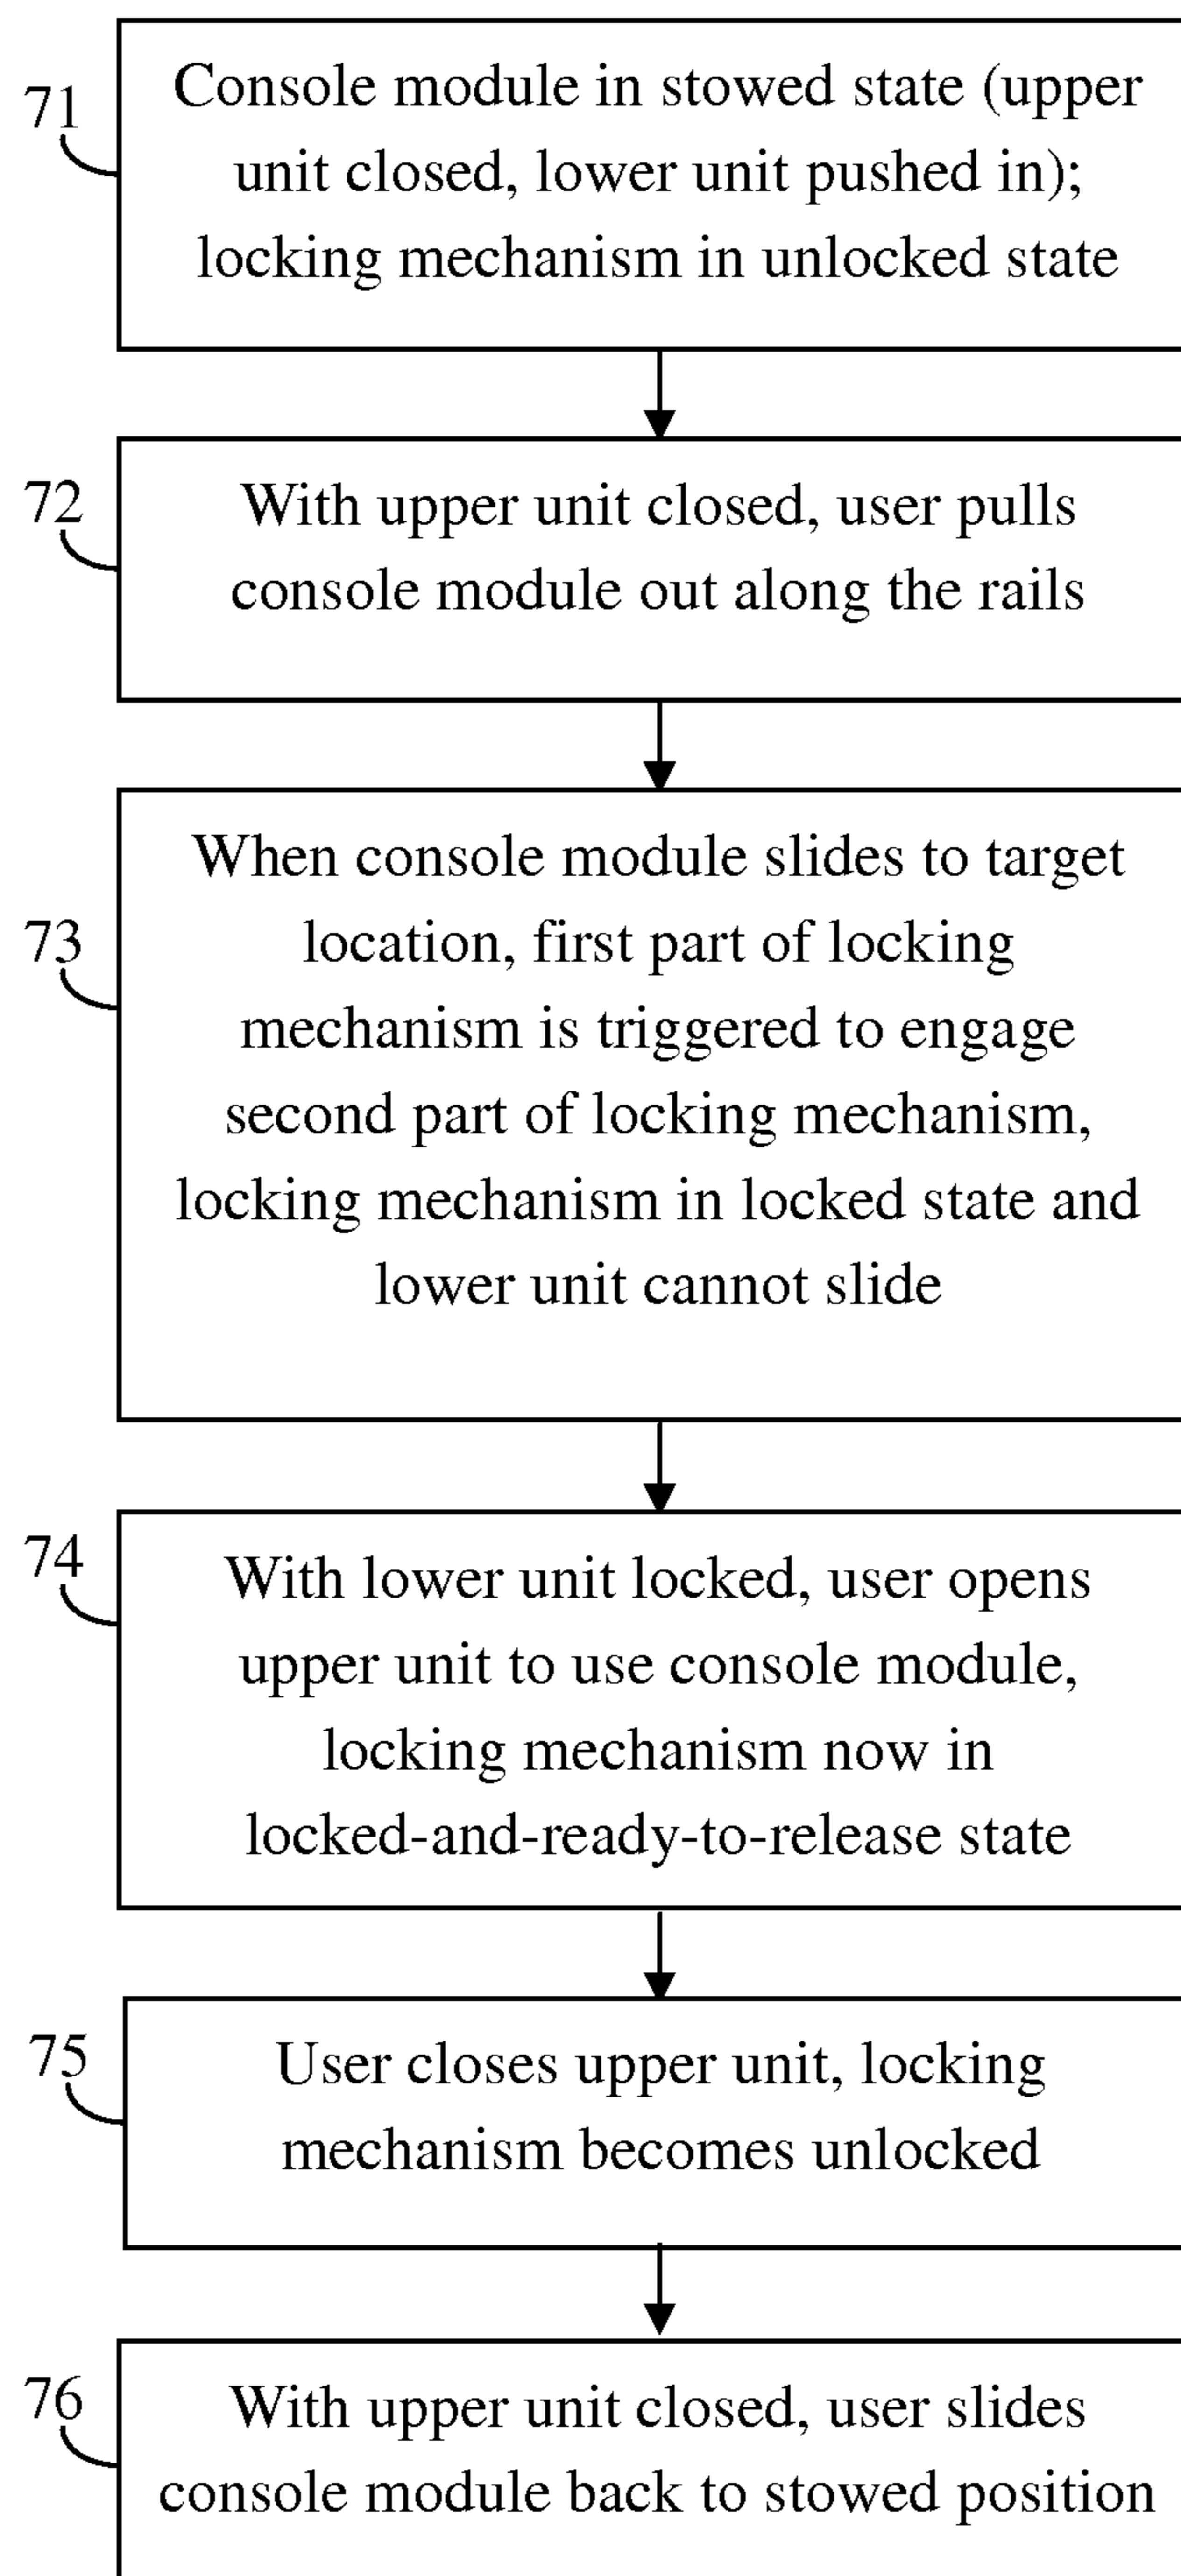 71
Console module in stowed state (upper
unit closed, lower unit pushed in);
locking mechanism in unlocked state
72
With upper unit closed, user pulls
console module out along the rails
73
When console module slides to target
location, first part of locking
mechanism is triggered to engage
second part of locking mechanism,
locking mechanism in locked state and
lower unit cannot slide
74
With lower unit locked, user opens
upper unit to use console module,
locking mechanism now in
locked-and-ready-to-release state
75
User closes upper unit, locking
mechanism becomes unlocked
76
With upper unit closed, user slides
console module back to stowed position